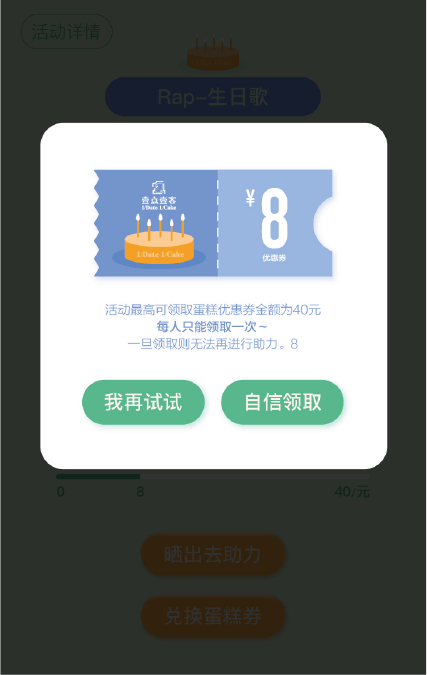 活动详情
Rap-生日歌
壹点壹客
1/Date 1/Cake
1/Date 1/Cake
¥8
优惠券
活动最高可领取蛋糕优惠券金额为40元
每人只能领取一次~
一旦领取则无法再进行助力。8
我再试试
自信领取
0
8
40/元
晒出去助力
兑换蛋糕券